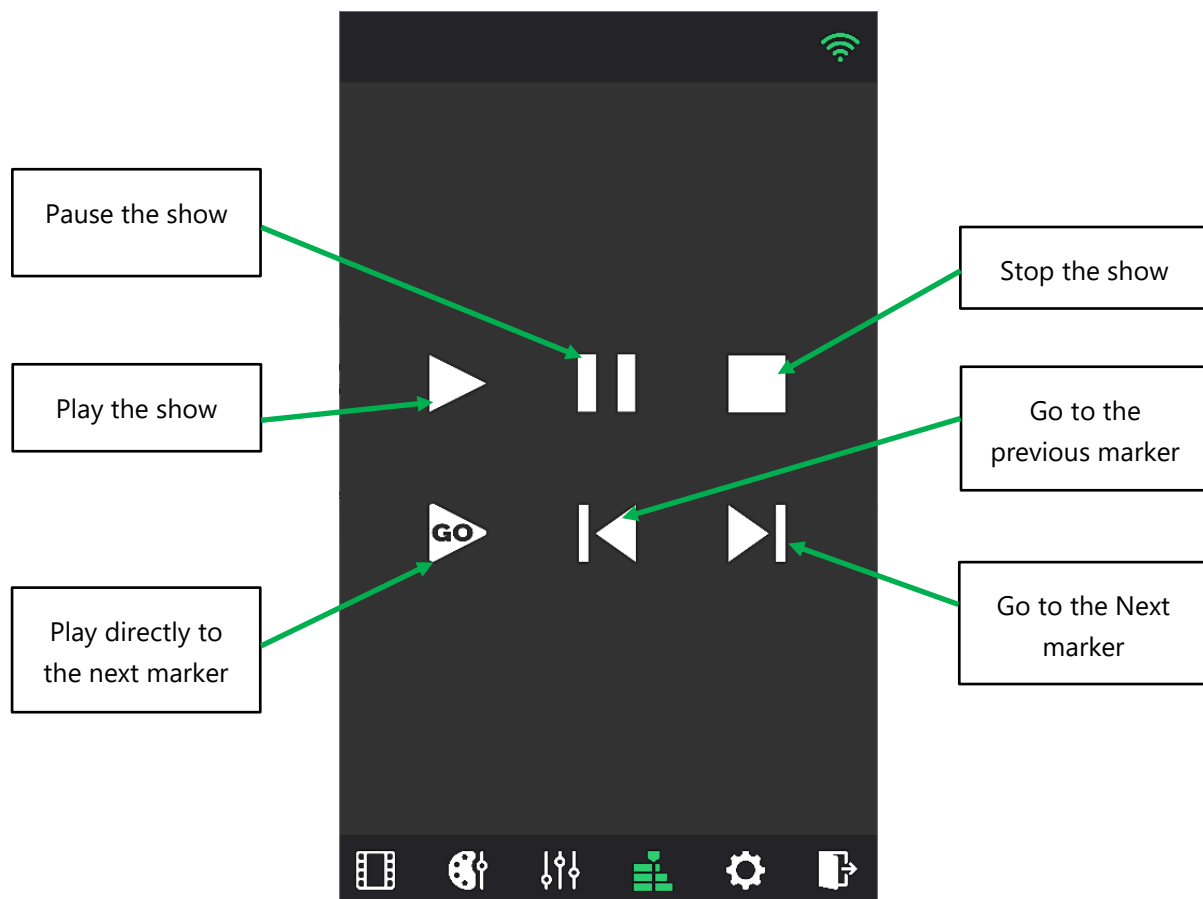 Pause the show
Stop the show
Play the show
Go to the
previous marker
GO
Play directly to
the next marker
Go to the Next
marker